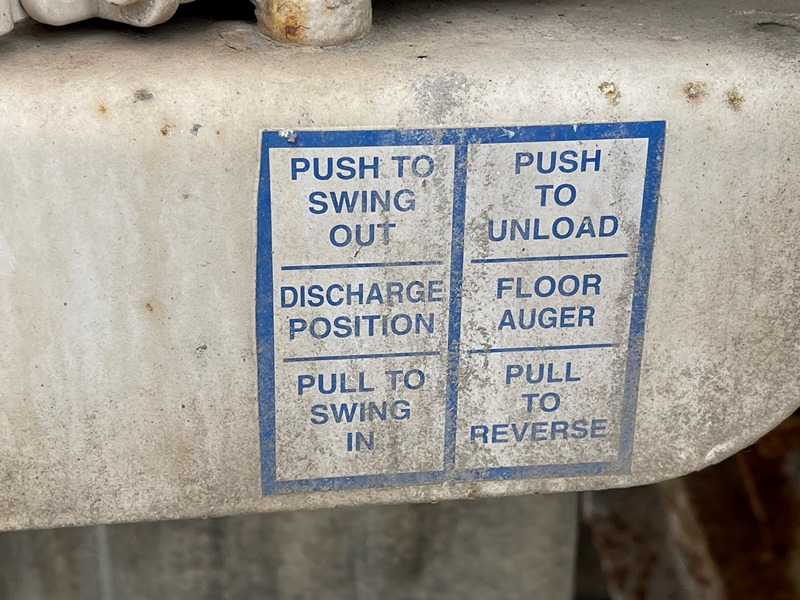 PUSH TO
SWING
OUT
DISCHARGE
POSITION
PULL TO
SWING
IN
PUSH
TO
UNLOAD
FLOOR
AUGER
PULL
TO
REVERSE